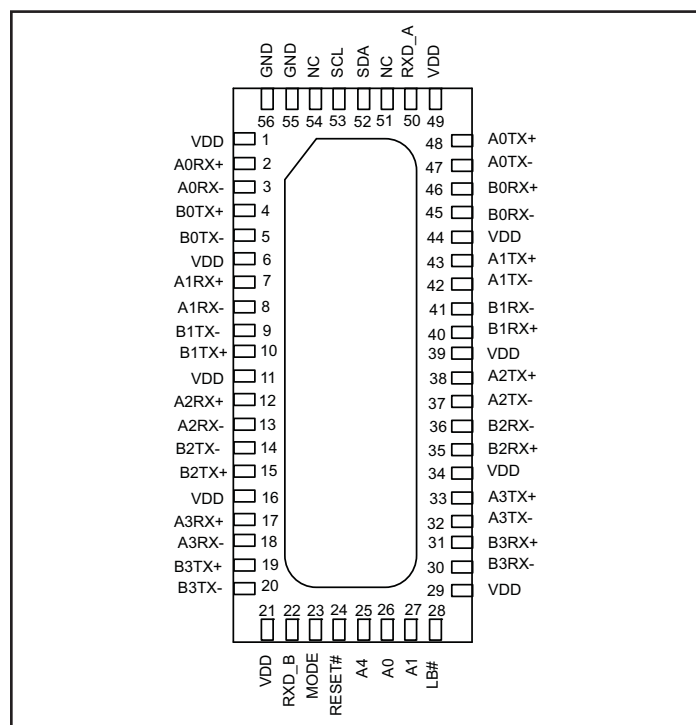 GND GND NC SCL SDA NC RXD_A VDD
56 55 54 53 52 51 50 49
VDD 1 48 A0TX+
A0RX+ 2 47 A0TX-
A0RX- 3 46 B0RX+
B0TX+ 4 45 B0RX-
B0TX- 5 44 VDD
VDD 6 43 A1TX+
A1RX+ 7 42 A1TX-
A1RX- 8 41 B1RX-
B1TX- 9 40 B1RX+
B1TX+ 10 39 VDD
VDD 11 38 A2TX+
A2RX+ 12 37 A2TX-
A2RX- 13 36 B2RX-
B2TX- 14 35 B2RX+
B2TX+ 15 34 VDD
VDD 16 33 A3TX+
A3RX+ 17 32 A3TX-
A3RX- 18 31 B3RX+
B3TX+ 19 30 B3RX-
B3TX- 20 29 VDD
21 22 23 24 25 26 27 28
VDD RXD_B MODE RESET# A4 A0 A1 LB#